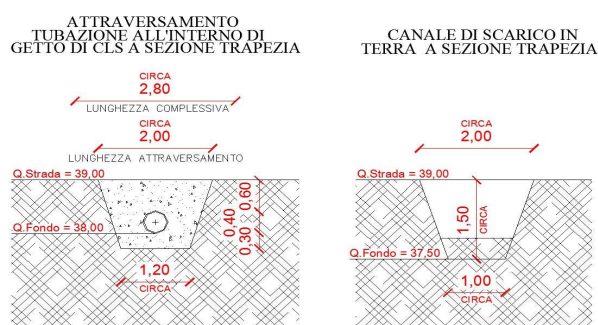 ATTRAVERSAMENTO
TUBAZIONE ALL'INTERNO DI
GETTO DI CLS A SEZIONE TRAPEZIA
CIRCA
2,80
LUNGHEZZA COMPLESSIVA
CIRCA
2,00
LUNGHEZZA ATTRAVERSAMENTO
Q.Strada = 39,00
Q.Fondo = 38,00
0,60
0,40
0,30
1,20
CIRCA
CANALE DI SCARICO IN
TERRA A SEZIONE TRAPEZIA
CIRCA
2,00
Q.Strada = 39,00
1,50
CIRCA
Q.Fondo = 37,50
1,00
CIRCA